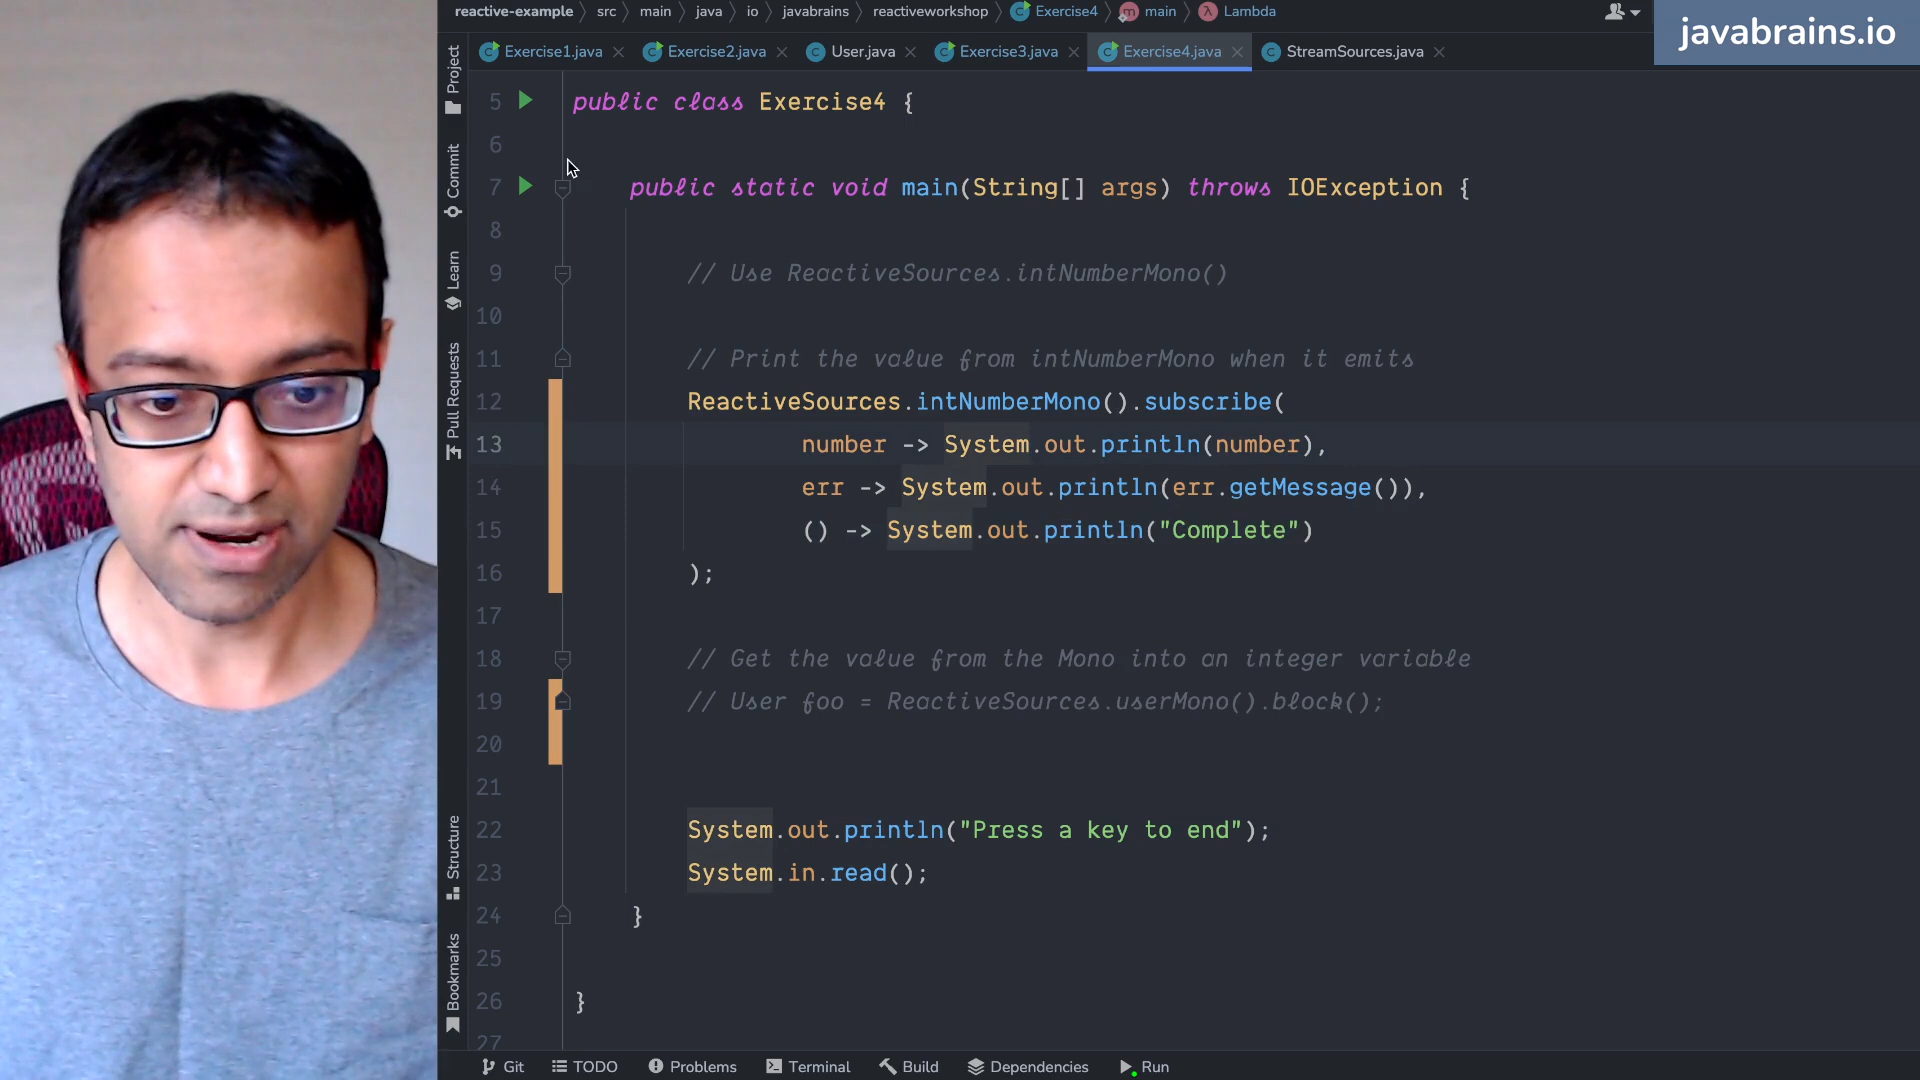 reactive-example src main java io javabrains reactiveworkshop Exercise4 main Lambda
javabrains.io
Exercise1.java Exercise2.java User.java Exercise3.java Exercise4.java StreamSources.java
Project
Commit
Learn
Pull Requests
Structure
Bookmarks
5 public class Exercise4 {
6
7 public static void main(String[] args) throws IOException {
8
9 // Use ReactiveSources.intNumberMono()
10
11 // Print the value from intNumberMono when it emits
12 ReactiveSources.intNumberMono().subscribe(
13 number -> System.out.println(number),
14 err -> System.out.println(err.getMessage()),
15 () -> System.out.println("Complete")
16 );
17
18 // Get the value from the Mono into an integer variable
19 // User foo = ReactiveSources.userMono().block();
20
21
22 System.out.println("Press a key to end");
23 System.in.read();
24 }
25
26 }
27
Git TODO Problems Terminal Build Dependencies Run